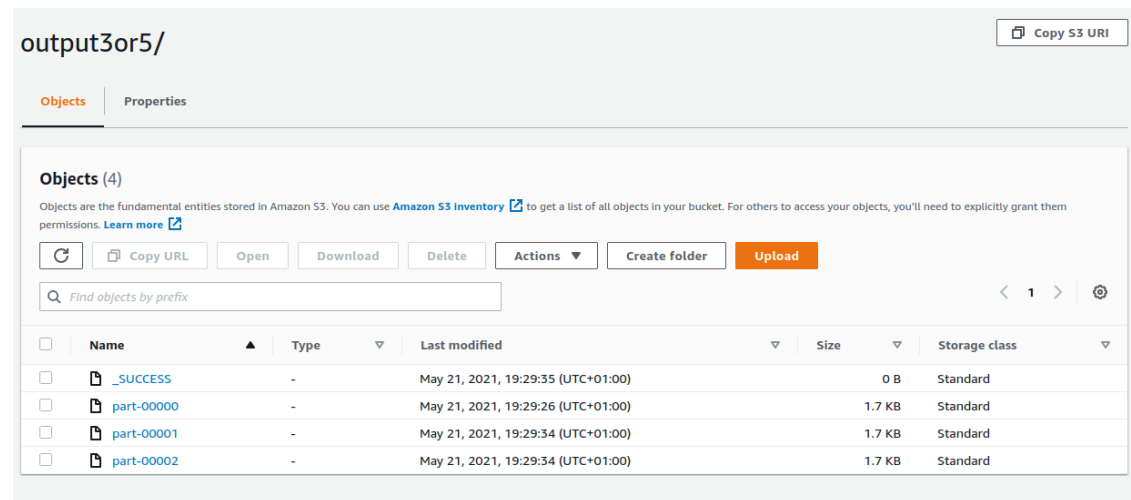 output3or5/
Copy S3 URI
Objects
Properties
Objects (4)
Objects are the fundamental entities stored in Amazon S3. You can use Amazon S3 Inventory to get a list of all objects in your bucket. For others to access your objects, you'll need to explicitly grant them
permissions. Learn more
Copy URL Open Download Delete Actions Create folder Upload
Find objects by prefix
1
Name Type Last modified Size Storage class
_SUCCESS - May 21, 2021, 19:29:35 (UTC+01:00) 0 B Standard
part-00000 - May 21, 2021, 19:29:26 (UTC+01:00) 1.7 KB Standard
part-00001 - May 21, 2021, 19:29:34 (UTC+01:00) 1.7 KB Standard
part-00002 - May 21, 2021, 19:29:34 (UTC+01:00) 1.7 KB Standard